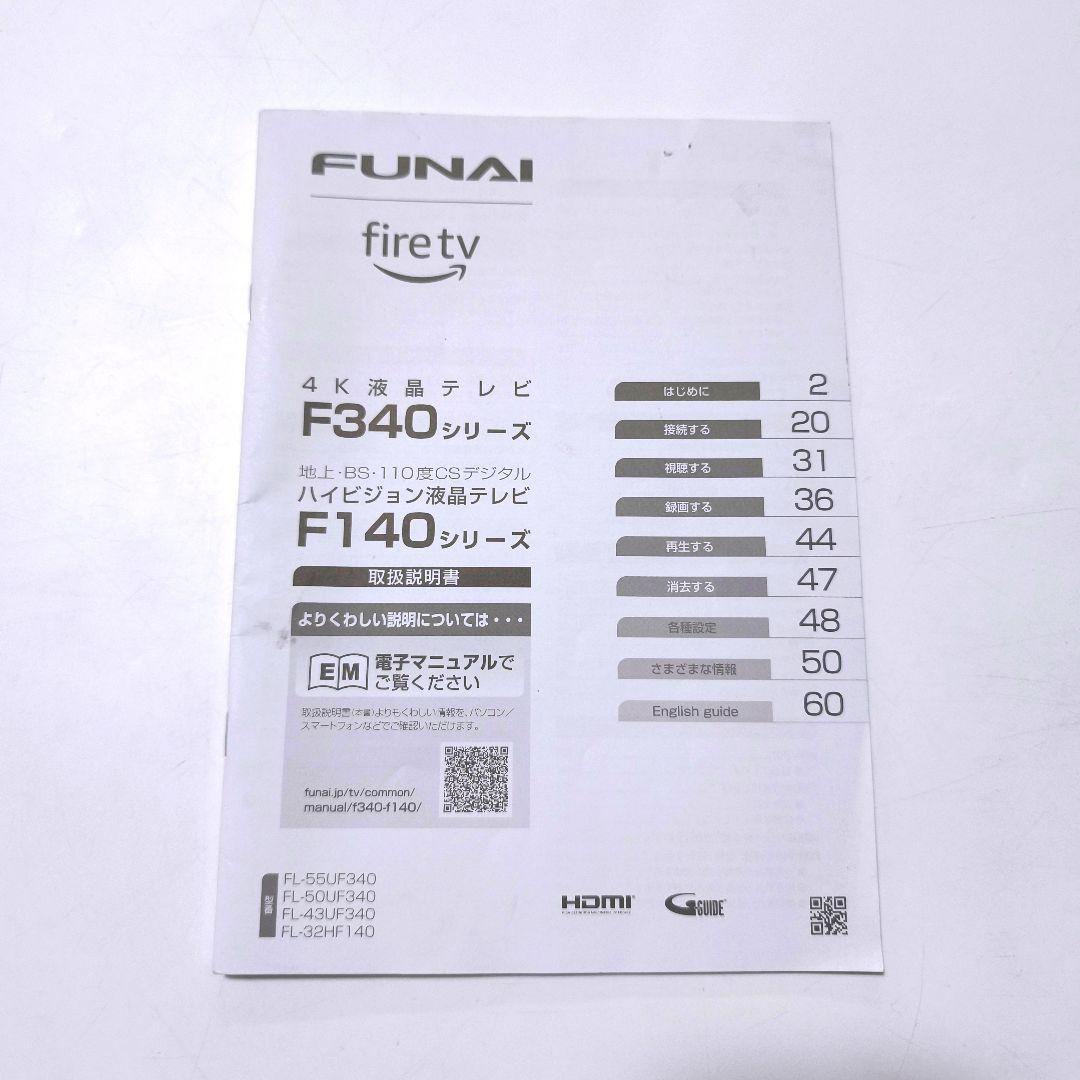 FUNAI
fire tv
4K液晶テレビ
F340シリーズ
地上・BS・110度CSデジタル
ハイビジョン液晶テレビ
F140シリーズ
取扱説明書
よりくわしい説明については・・・
EM
電子マニュアルで
ご覧ください
取扱説明書(本書)よりもくわしい情報を、パソコン/
スマートフォンなどでご確認いただけます。
funai.jp/tv/common/
manual/f340-f140/
型番
FL-55UF340
FL-50UF340
FL-43UF340
FL-32HF140
はじめに 2
接続する 20
視聴する 31
録画する 36
再生する 44
消去する 47
各種設定 48
さまざまな情報 50
English guide 60
HDMI
G GUIDE